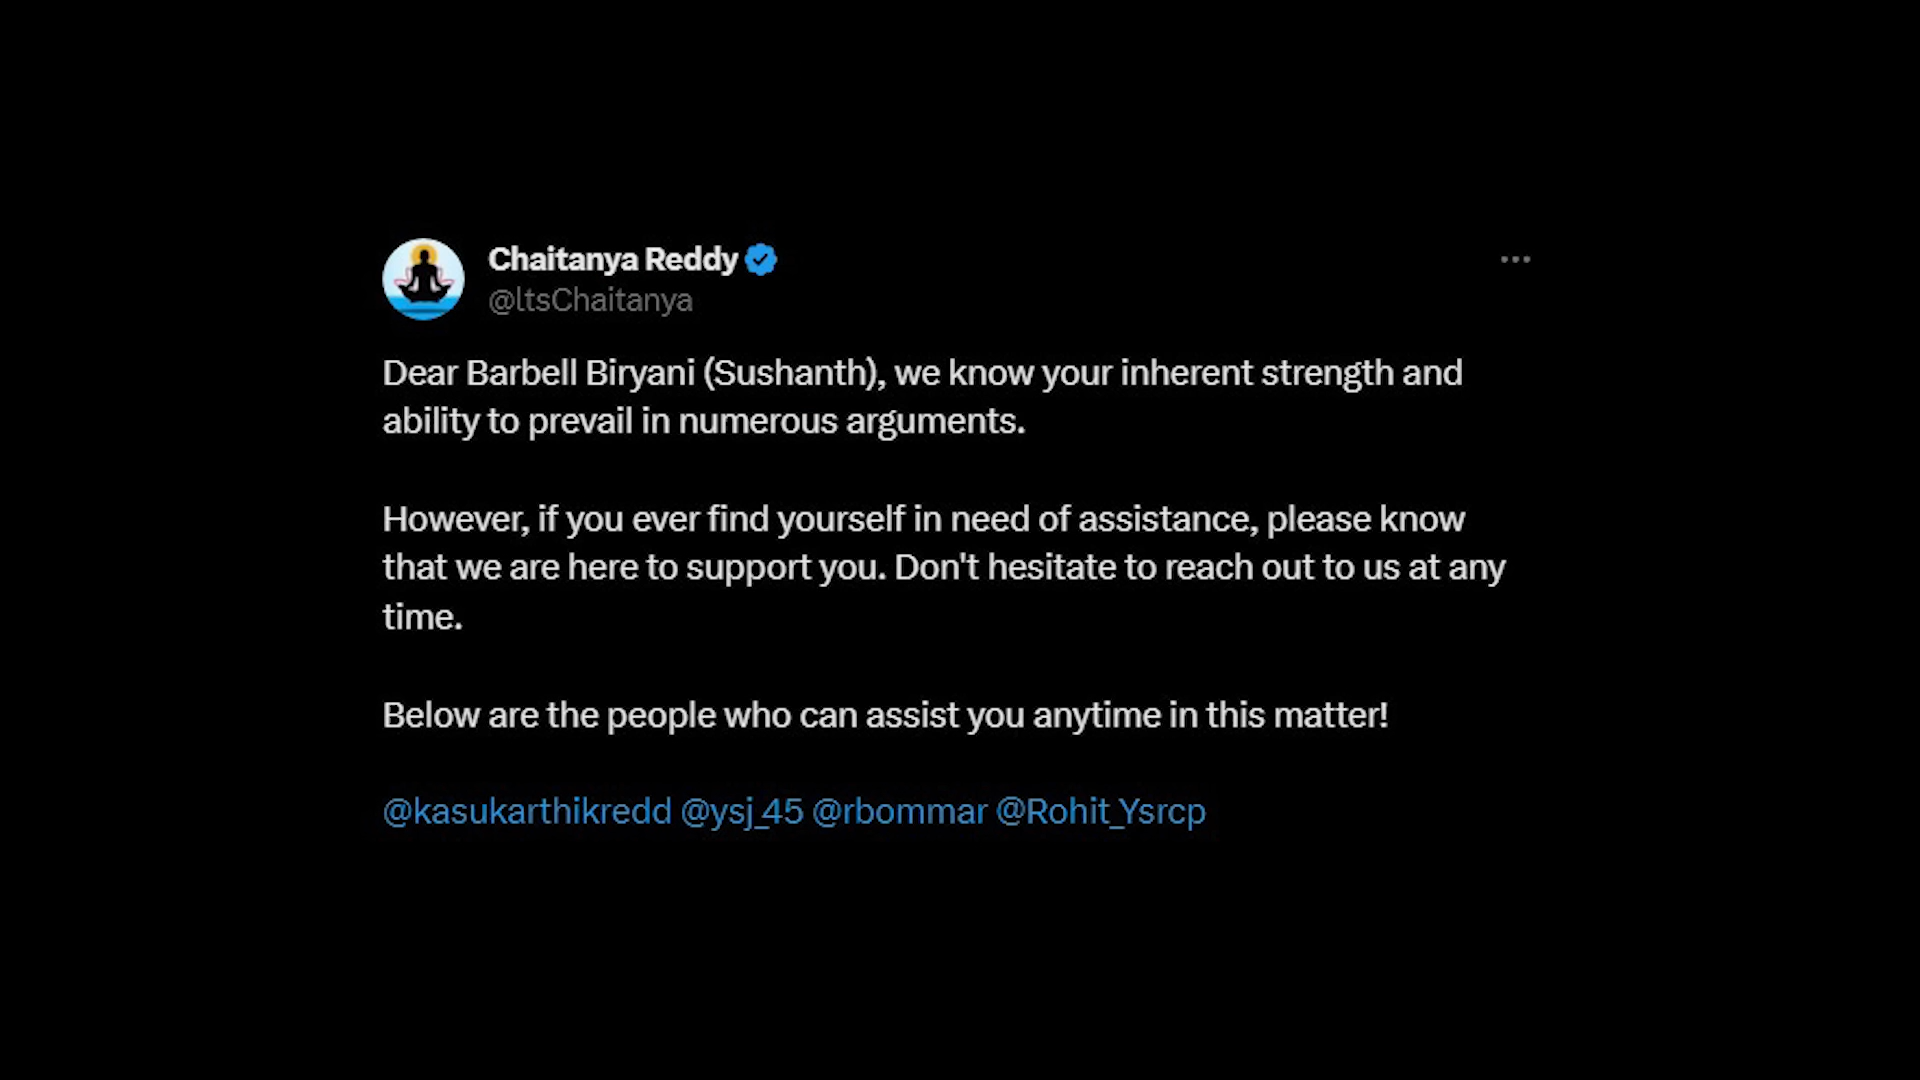 Chaitanya Reddy
@ltsChaitanya
Dear Barbell Biryani (Sushanth), we know your inherent strength and
ability to prevail in numerous arguments.
However, if you ever find yourself in need of assistance, please know
that we are here to support you. Don't hesitate to reach out to us at any
time.
Below are the people who can assist you anytime in this matter!
@kasukarthikredd @ysj_45 @rbommar @Rohit_Ysrcp